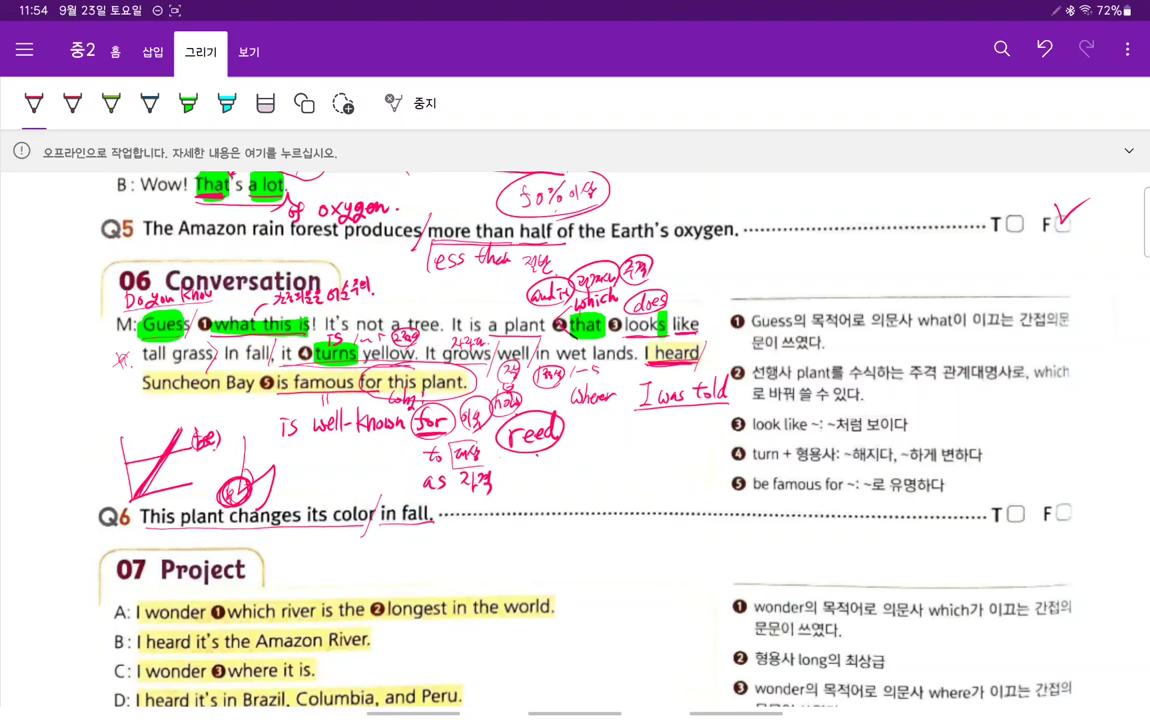 11:54 9월 23일 토요일 72%
중2 홈 삽입 그리기 보기
중지
오프라인으로 작업합니다. 자세한 내용은 여기를 누르십시오.
B : Wow! That's a lot.
of oxygen.
50%이상
Q5 The Amazon rain forest produces more than half of the Earth's oxygen. T F
less than 절반
06 Conversation
Do you know
and it
주격
which
does
M: Guess ❶what this is! It's not a tree. It is a plant ❷that ❸looks like
is
tall grass. In fall, it ❹turns yellow. It grows well in wet lands. I heard
Suncheon Bay ❺is famous for this plant.
where
I was told
is well-known for 이유
reed
to 대상
as 자격
❶ Guess의 목적어로 의문사 what이 이끄는 간접의문
문이 쓰였다.
❷ 선행사 plant를 수식하는 주격 관계대명사로, which
로 바꿔 쓸 수 있다.
❸ look like ~: ~처럼 보이다
❹ turn + 형용사: ~해지다, ~하게 변하다
❺ be famous for ~: ~로 유명하다
Q6 This plant changes its color in fall. T F
07 Project
A: I wonder ❶which river is the ❷longest in the world.
B: I heard it's the Amazon River.
C: I wonder ❸where it is.
D: I heard it's in Brazil, Columbia, and Peru.
❶ wonder의 목적어로 의문사 which가 이끄는 간접의
문문이 쓰였다.
❷ 형용사 long의 최상급
❸ wonder의 목적어로 의문사 where가 이끄는 간접의